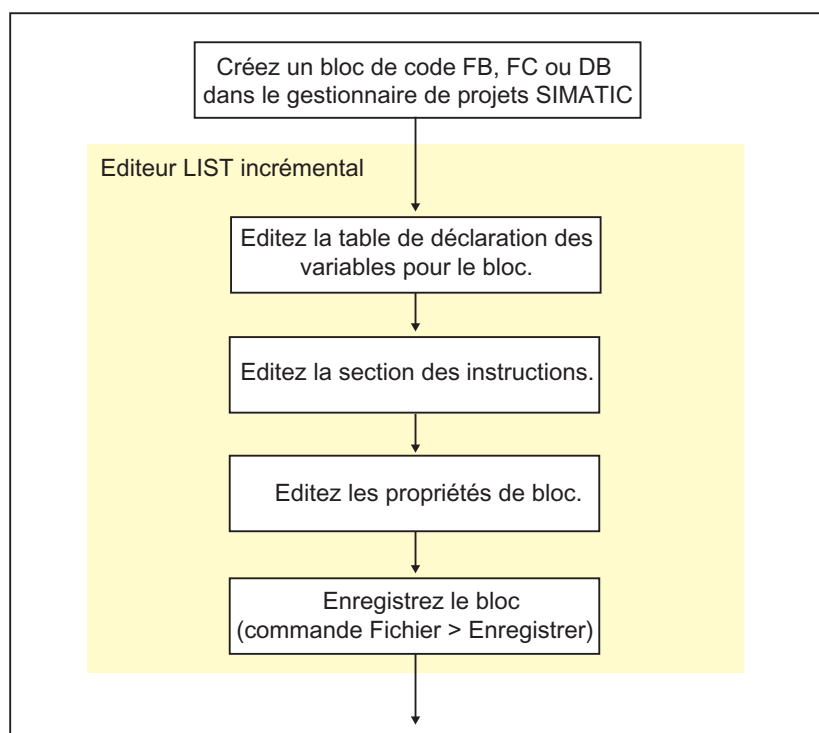 Créez un bloc de code FB, FC ou DB
dans le gestionnaire de projets SIMATIC
Editeur LIST incrémental
Editez la table de déclaration des
variables pour le bloc.
Editez la section des instructions.
Editez les propriétés de bloc.
Enregistrez le bloc
(commande Fichier > Enregistrer)